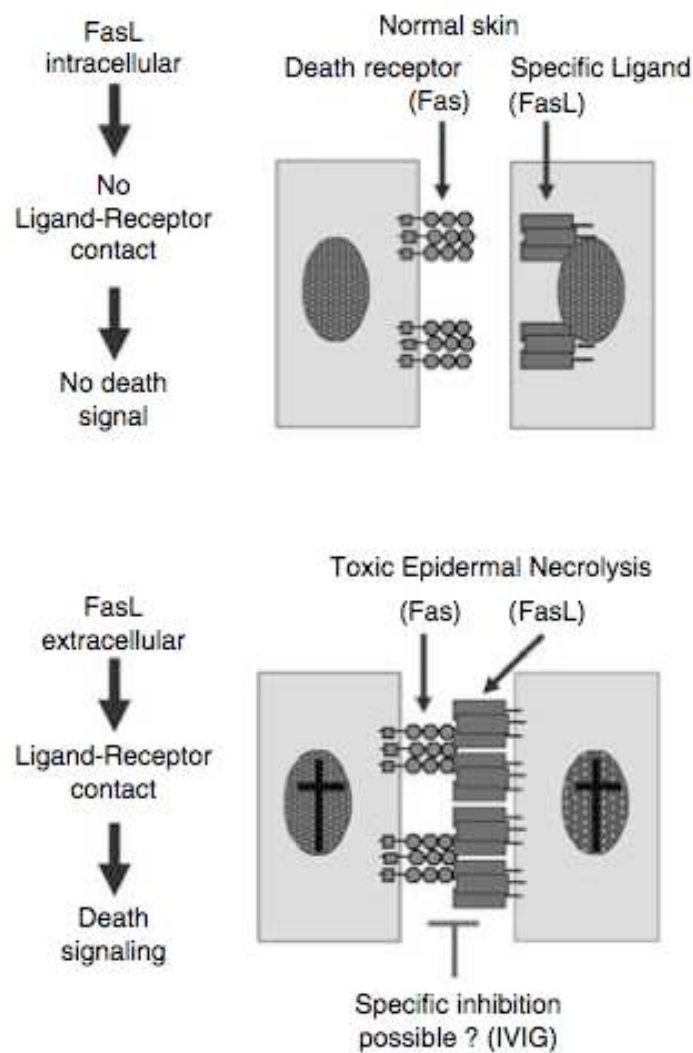 FasL
intracellular
No
Ligand-Receptor
contact
No death
signal
Normal skin
Death receptor
(Fas)
Specific Ligand
(FasL)
Toxic Epidermal Necrolysis
FasL
extracellular
Ligand-Receptor
contact
Death
signaling
(Fas)
(FasL)
Specific inhibition
possible ? (IVIG)